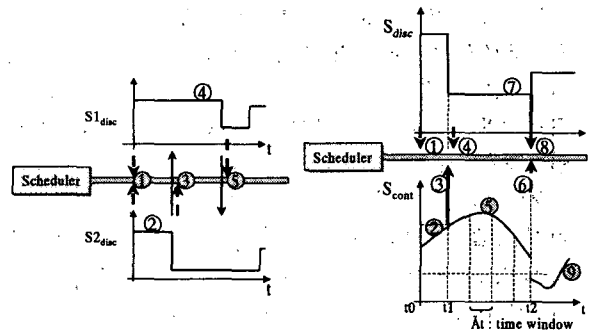 ④
S1disc
t
Scheduler
① ③ ⑤
②
S2disc
t
Sdisc
⑦
t
① ④ ⑧
Scheduler
③ ⑥
Scont
② ⑤
⑨
t0 t1 t2 t
Δt : time window